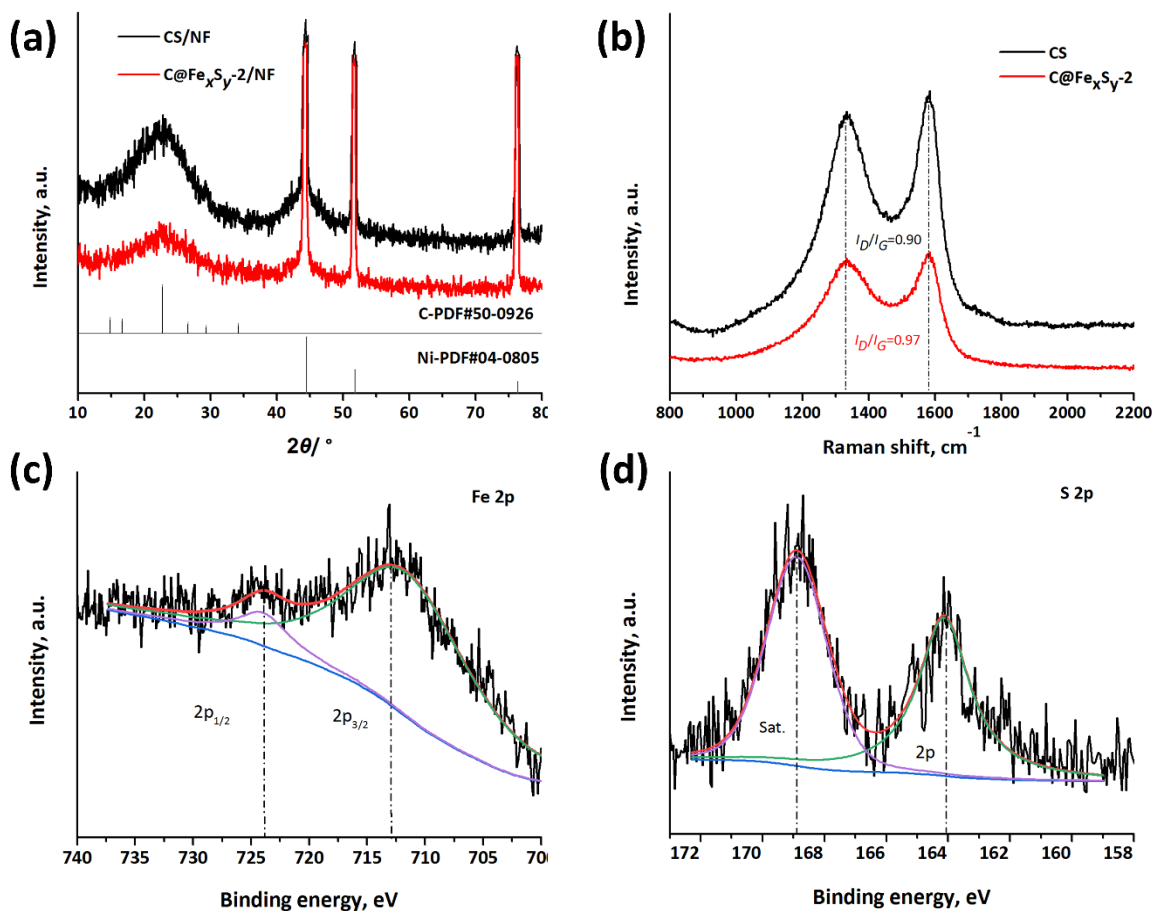 (a)
CS/NF
C@FexSy-2/NF
C-PDF#50-0926
Ni-PDF#04-0805
Intensity, a.u.
10 20 30 40 50 60 70 80
2θ/ °
(b)
CS
C@FexSy-2
ID/IG=0.90
ID/IG=0.97
Intensity, a.u.
800 1000 1200 1400 1600 1800 2000 2200
Raman shift, cm-1
(c)
Fe 2p
2p1/2
2p3/2
Intensity, a.u.
740 735 730 725 720 715 710 705 700
Binding energy, eV
(d)
S 2p
Sat.
2p
Intensity, a.u.
172 170 168 166 164 162 160 158
Binding energy, eV